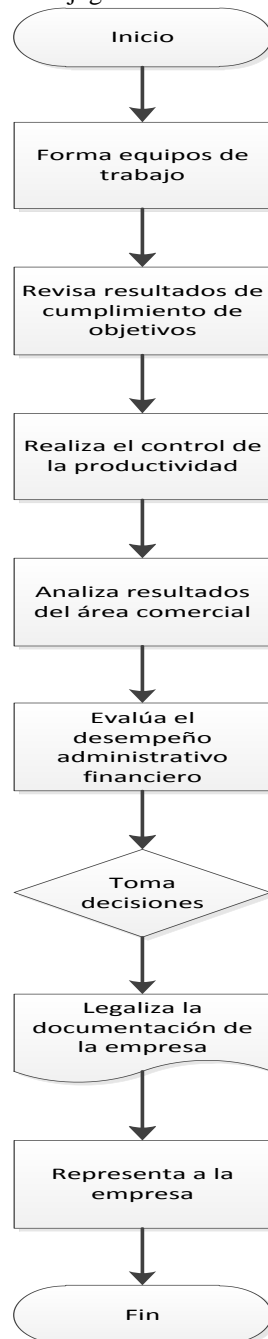 Inicio
Forma equipos de
trabajo
Revisa resultados de
cumplimiento de
objetivos
Realiza el control de
la productividad
Analiza resultados
del área comercial
Evalúa el
desempeño
administrativo
financiero
Toma
decisiones
Legaliza la
documentación de
la empresa
Representa a la
empresa
Fin